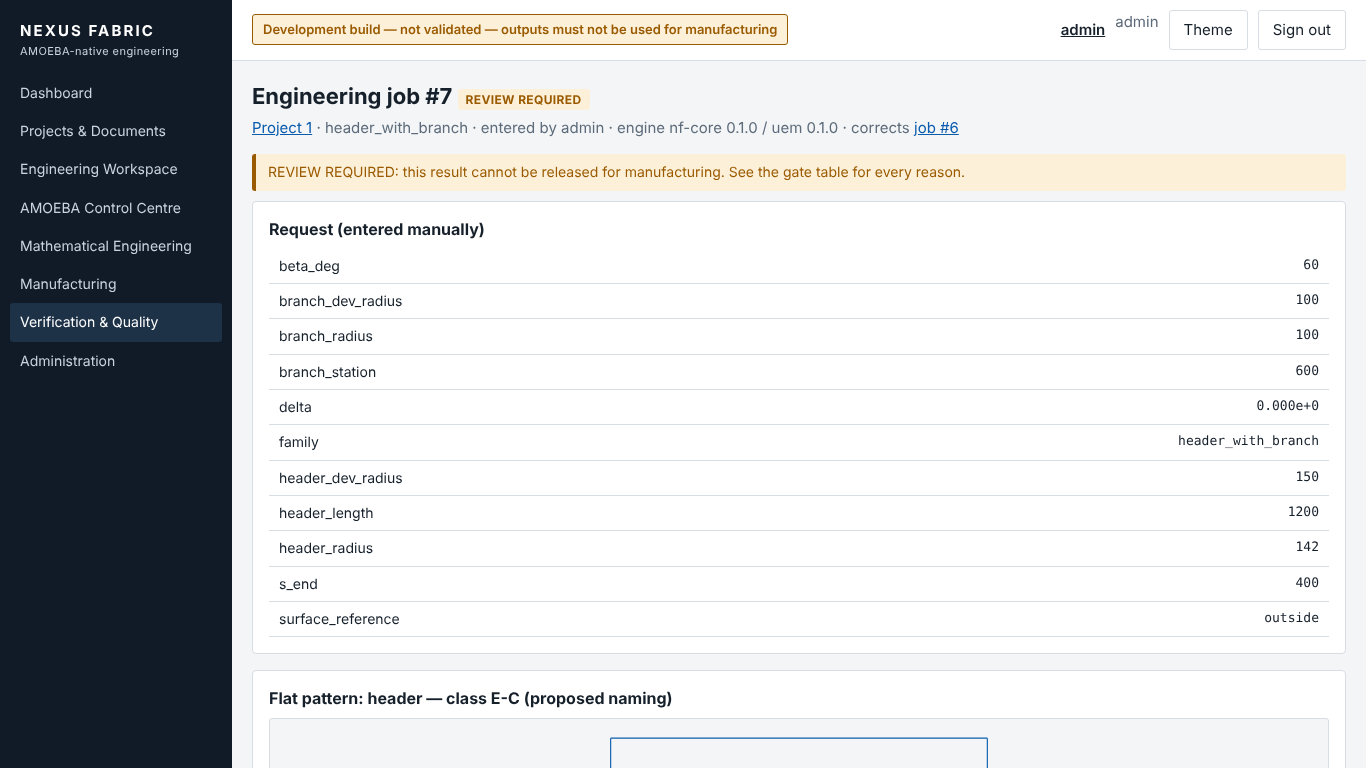 NEXUS FABRIC
AMOEBA-native engineering
Dashboard
Projects & Documents
Engineering Workspace
AMOEBA Control Centre
Mathematical Engineering
Manufacturing
Verification & Quality
Administration
Development build — not validated — outputs must not be used for manufacturing
admin admin Theme Sign out
Engineering job #7 REVIEW REQUIRED
Project 1 · header_with_branch · entered by admin · engine nf-core 0.1.0 / uem 0.1.0 · corrects job #6
REVIEW REQUIRED: this result cannot be released for manufacturing. See the gate table for every reason.
Request (entered manually)
beta_deg 60
branch_dev_radius 100
branch_radius 100
branch_station 600
delta 0.000e+0
family header_with_branch
header_dev_radius 150
header_length 1200
header_radius 142
s_end 400
surface_reference outside
Flat pattern: header — class E-C (proposed naming)